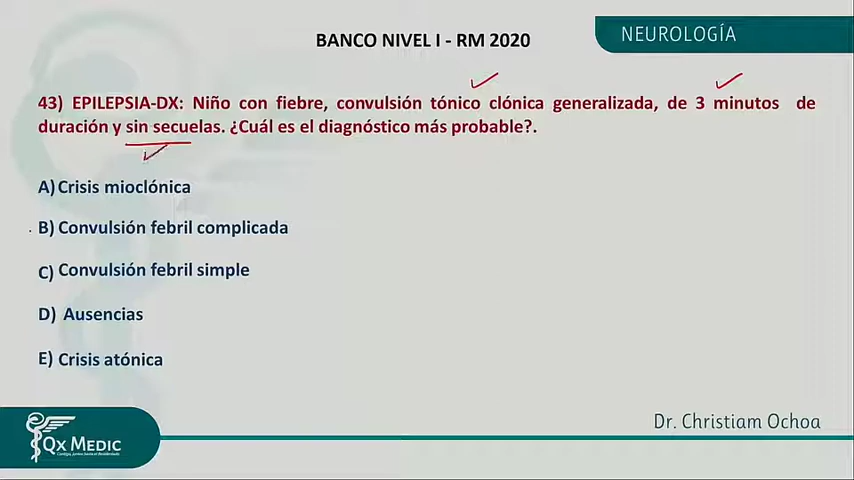 BANCO NIVEL I - RM 2020
NEUROLOGÍA
43) EPILEPSIA-DX: Niño con fiebre, convulsión tónico clónica generalizada, de 3 minutos de
duración y sin secuelas. ¿Cuál es el diagnóstico más probable?.
A) Crisis mioclónica
B) Convulsión febril complicada
C) Convulsión febril simple
D) Ausencias
E) Crisis atónica
Dr. Christiam Ochoa
QX MEDIC